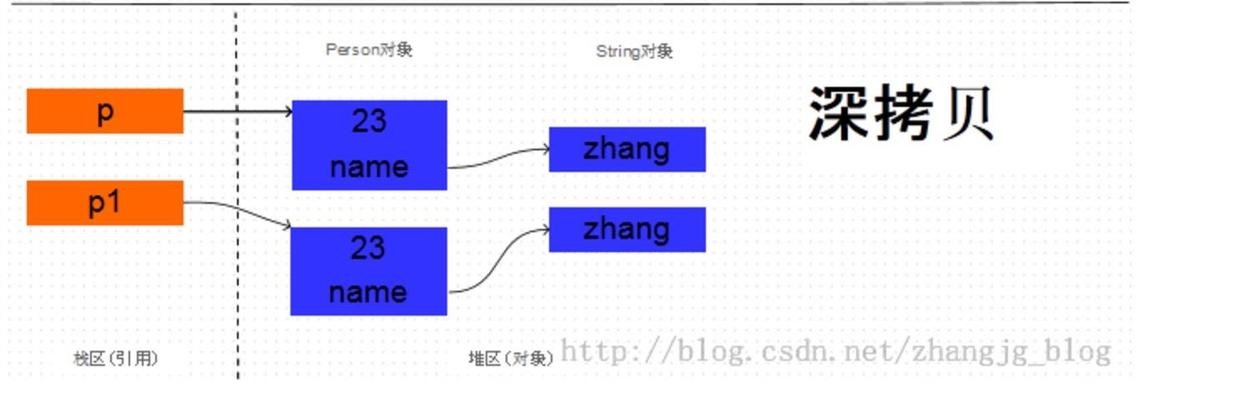 Person对象
String对象
p
23
name
zhang
深拷贝
p1
23
name
zhang
栈区(引用)
堆区(对象)
http://blog.csdn.net/zhangjg_blog